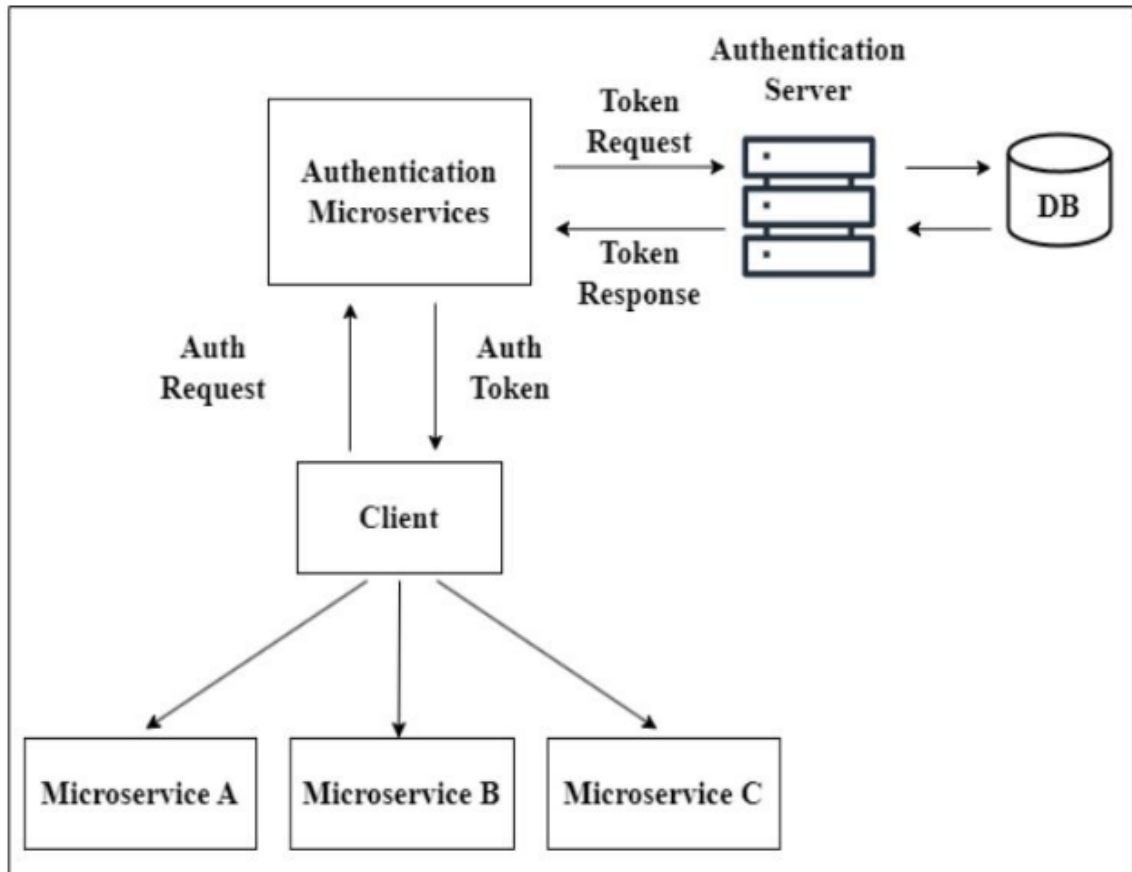 Authentication
Server
Token
Request
Authentication
Microservices
DB
Token
Response
Auth
Request
Auth
Token
Client
Microservice A
Microservice B
Microservice C